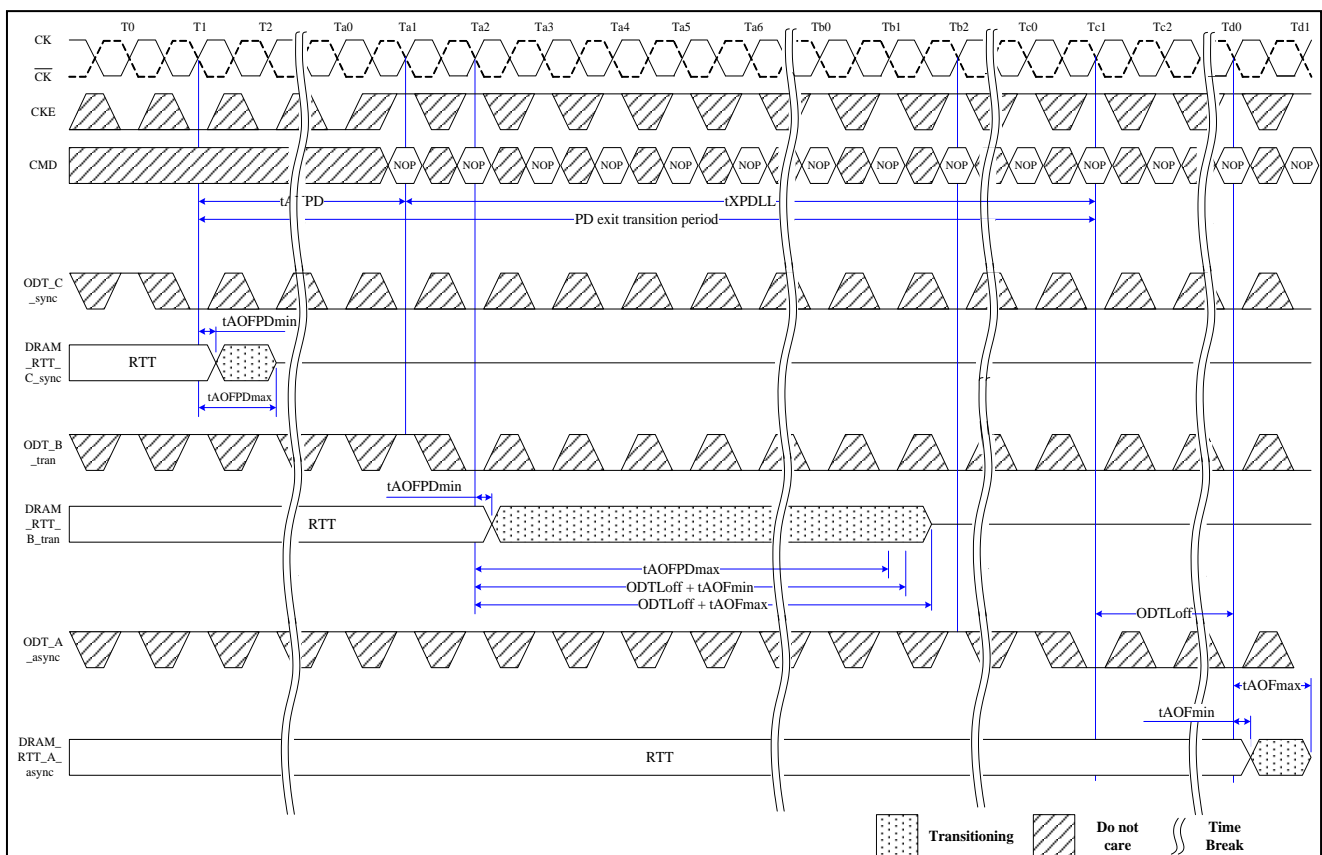 T0 T1 T2 Ta0 Ta1 Ta2 Ta3 Ta4 Ta5 Ta6 Tb0 Tb1 Tb2 Tc0 Tc1 Tc2 Td0 Td1
CK
CK
CKE
CMD
NOP NOP NOP NOP NOP NOP NOP NOP NOP NOP NOP NOP NOP NOP
tXPDLL
PD exit transition period
ODT_C
_sync
tAOFPDmin
DRAM
_RTT_
C_sync
RTT
tAOFPDmax
ODT_B
_tran
tAOFPDmin
DRAM
_RTT_
B_tran
RTT
tAOFPDmax
ODTLoff + tAOFmin
ODTLoff + tAOFmax
ODTLoff
ODT_A
_async
tAOFmax
tAOFmin
DRAM_
RTT_A_
async
RTT
Transitioning
Do not
care
Time
Break